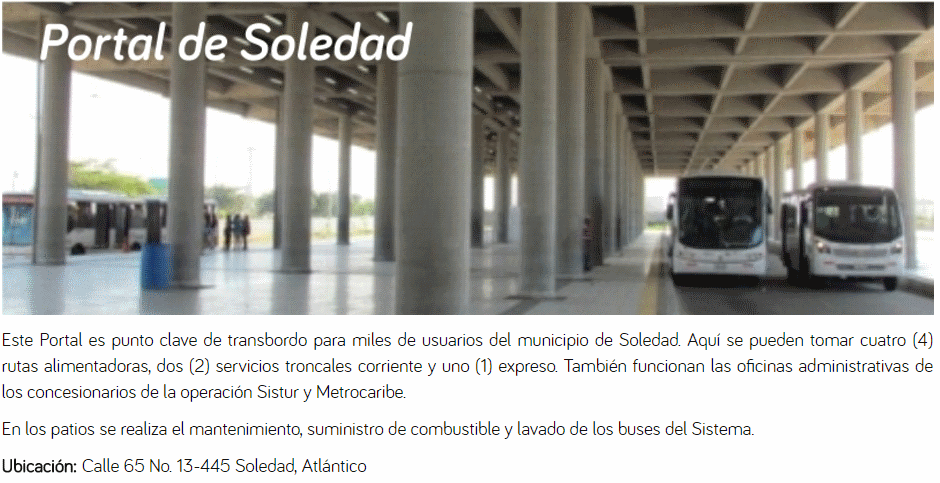 Portal de Soledad
Este Portal es punto clave de transbordo para miles de usuarios del municipio de Soledad. Aquí se pueden tomar cuatro (4)
rutas alimentadoras, dos (2) servicios troncales corriente y uno (1) expreso. También funcionan las oficinas administrativas de
los concesionarios de la operación Sistur y Metrocaribe.
En los patios se realiza el mantenimiento, suministro de combustible y lavado de los buses del Sistema.
Ubicación: Calle 65 No. 13-445 Soledad, Atlántico